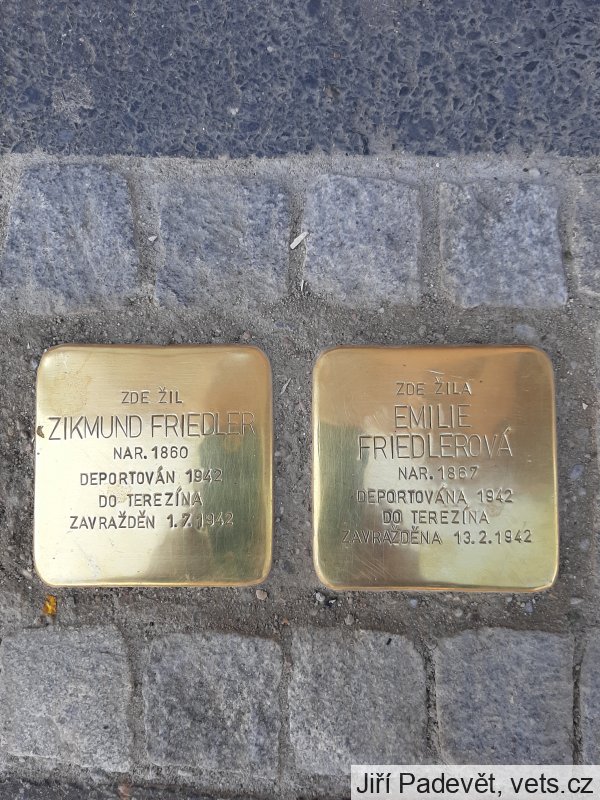 ZDE ŽIL
ZIKMUND FRIEDLER
NAR. 1860
DEPORTOVÁN 1942
DO TEREZÍNA
ZAVRAŽDĚN 1.7.1942
ZDE ŽILA
EMILIE
FRIEDLEROVÁ
NAR. 1867
DEPORTOVÁNA 1942
DO TEREZÍNA
ZAVRAŽDĚNA 13.2.1942
Jiří Padevět, vets.cz